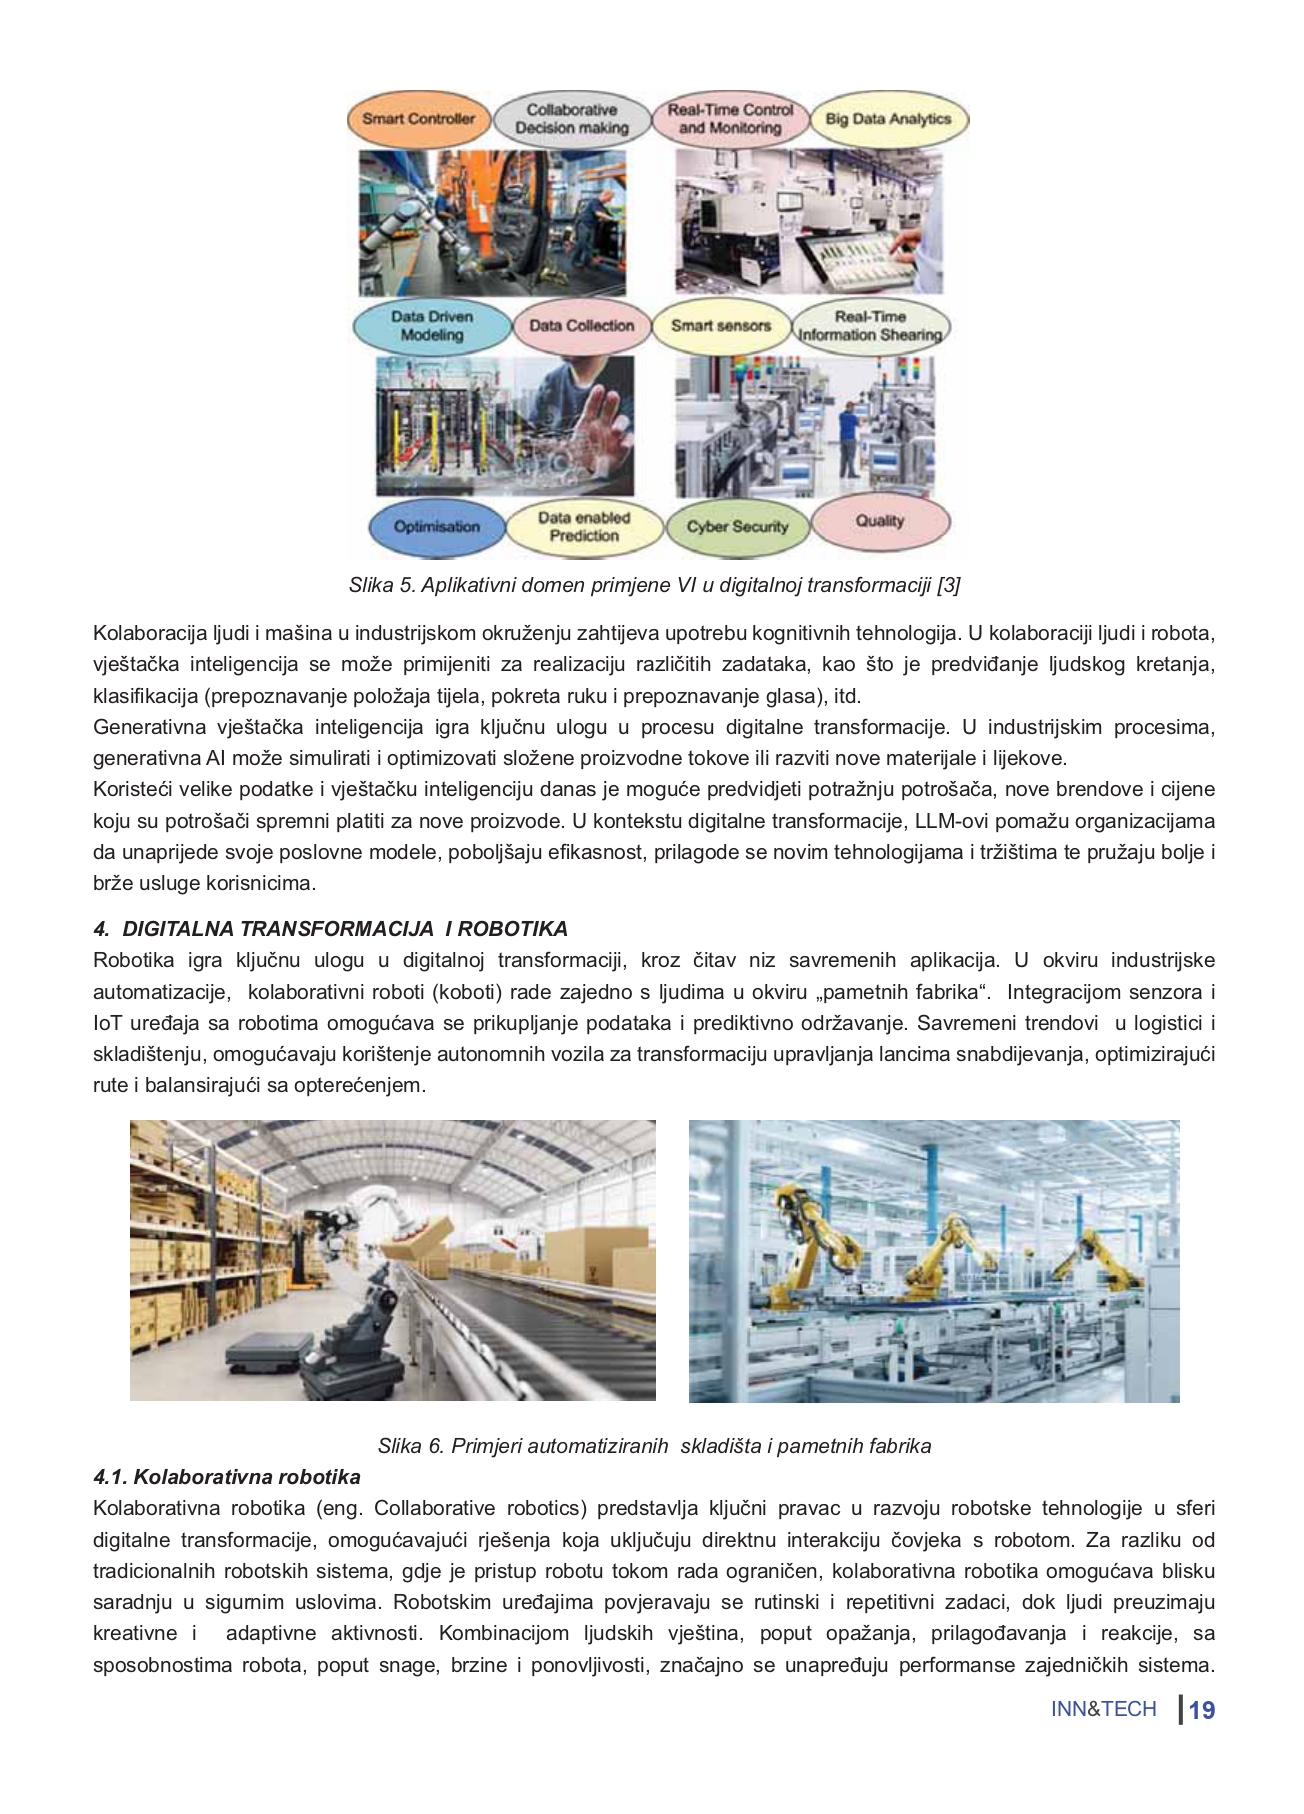 Smart Controller
Collaborative
Decision making
Real-Time Control
and Monitoring
Big Data Analytics
Data Driven
Modeling
Data Collection
Smart sensors
Real-Time
Information Shearing
Optimisation
Data enabled
Prediction
Cyber Security
Quality
Slika 5. Aplikativni domen primjene VI u digitalnoj transformaciji [3]
Kolaboracija ljudi i mašina u industrijskom okruženju zahtijeva upotrebu kognitivnih tehnologija. U kolaboraciji ljudi i robota,
vještačka inteligencija se može primijeniti za realizaciju različitih zadataka, kao što je predviđanje ljudskog kretanja,
klasifikacija (prepoznavanje položaja tijela, pokreta ruku i prepoznavanje glasa), itd.
Generativna vještačka inteligencija igra ključnu ulogu u procesu digitalne transformacije. U industrijskim procesima,
generativna AI može simulirati i optimizovati složene proizvodne tokove ili razviti nove materijale i lijekove.
Koristeći velike podatke i vještačku inteligenciju danas je moguće predvidjeti potražnju potrošača, nove brendove i cijene
koju su potrošači spremni platiti za nove proizvode. U kontekstu digitalne transformacije, LLM-ovi pomažu organizacijama
da unaprijede svoje poslovne modele, poboljšaju efikasnost, prilagode se novim tehnologijama i tržištima te pružaju bolje i
brže usluge korisnicima.
4. DIGITALNA TRANSFORMACIJA I ROBOTIKA
Robotika igra ključnu ulogu u digitalnoj transformaciji, kroz čitav niz savremenih aplikacija. U okviru industrijske
automatizacije, kolaborativni roboti (koboti) rade zajedno s ljudima u okviru „pametnih fabrika“. Integracijom senzora i
IoT uređaja sa robotima omogućava se prikupljanje podataka i prediktivno održavanje. Savremeni trendovi u logistici i
skladištenju, omogućavaju korištenje autonomnih vozila za transformaciju upravljanja lancima snabdijevanja, optimizirajući
rute i balansirajući sa opterećenjem.
Slika 6. Primjeri automatiziranih skladišta i pametnih fabrika
4.1. Kolaborativna robotika
Kolaborativna robotika (eng. Collaborative robotics) predstavlja ključni pravac u razvoju robotske tehnologije u sferi
digitalne transformacije, omogućavajući rješenja koja uključuju direktnu interakciju čovjeka s robotom. Za razliku od
tradicionalnih robotskih sistema, gdje je pristup robotu tokom rada ograničen, kolaborativna robotika omogućava blisku
saradnju u sigurnim uslovima. Robotskim uređajima povjeravaju se rutinski i repetitivni zadaci, dok ljudi preuzimaju
kreativne i adaptivne aktivnosti. Kombinacijom ljudskih vještina, poput opažanja, prilagođavanja i reakcije, sa
sposobnostima robota, poput snage, brzine i ponovljivosti, značajno se unapređuju performanse zajedničkih sistema.
INN&TECH 19